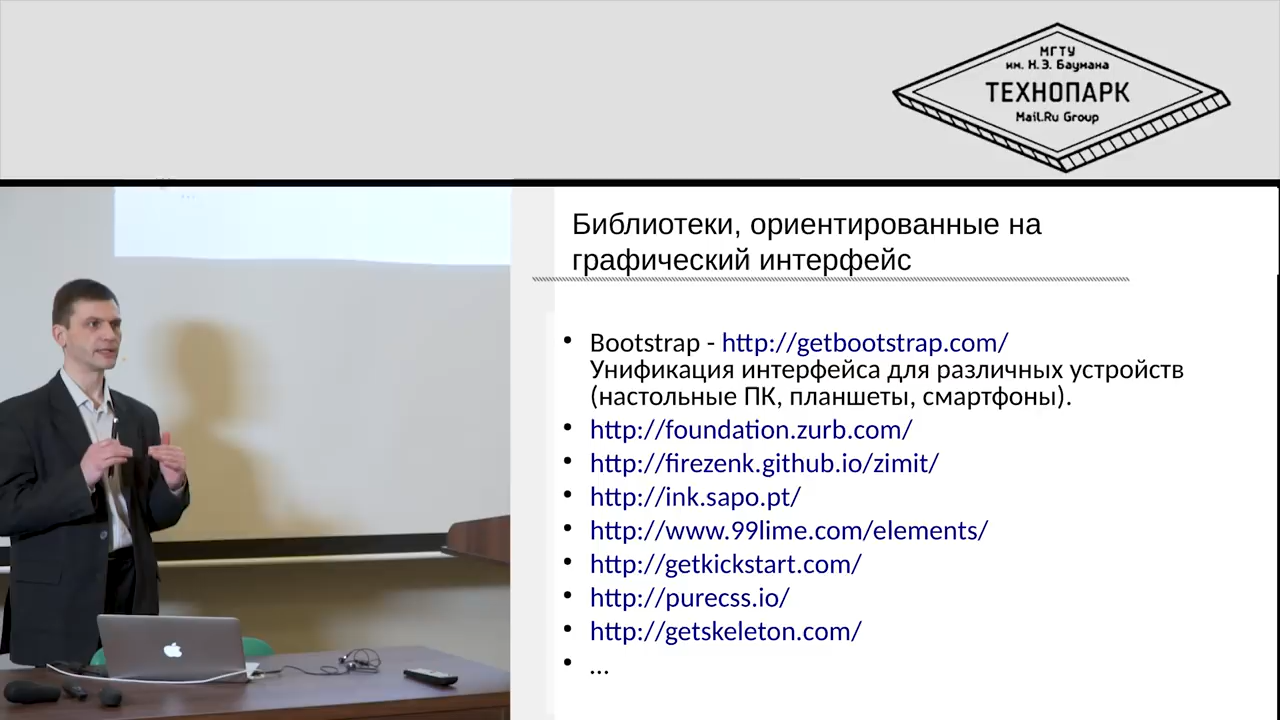 МГТУ
им. Н.Э. Баумана
ТЕХНОПАРК
Mail.Ru Group
Библиотеки, ориентированные на
графический интерфейс
• Bootstrap - http://getbootstrap.com/
Унификация интерфейса для различных устройств
(настольные ПК, планшеты, смартфоны).
• http://foundation.zurb.com/
• http://firezenk.github.io/zimit/
• http://ink.sapo.pt/
• http://www.99lime.com/elements/
• http://getkickstart.com/
• http://purecss.io/
• http://getskeleton.com/
• ...